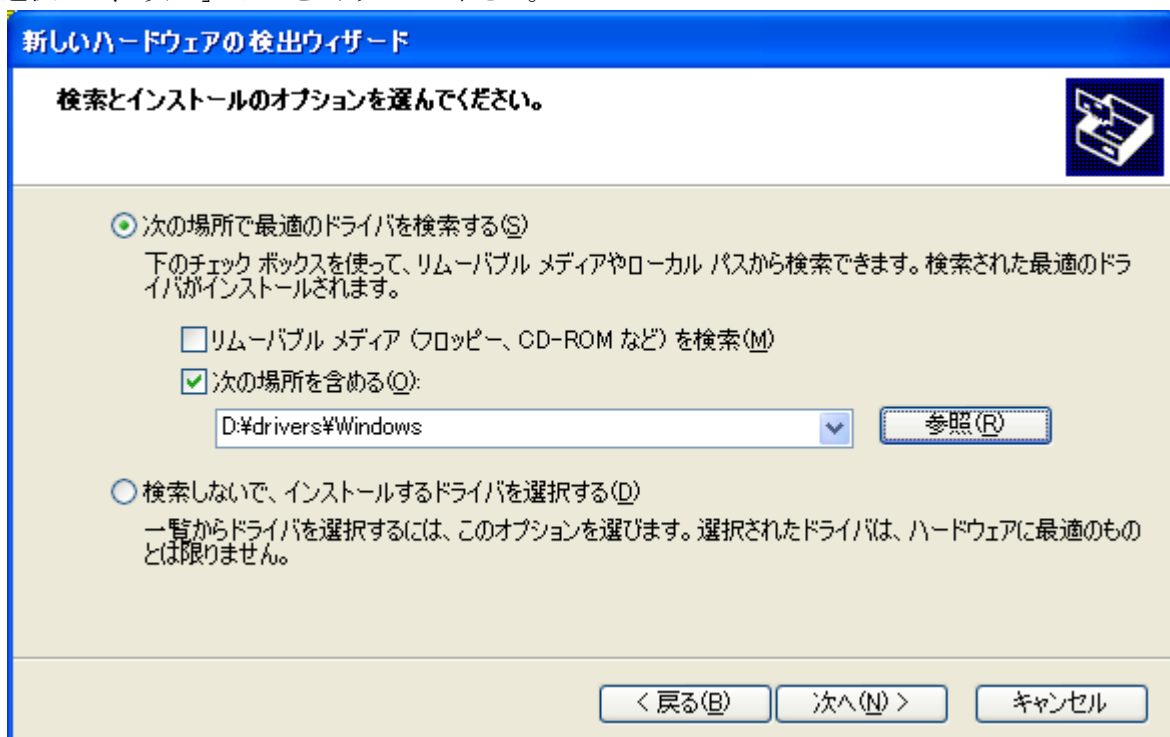 新しいハードウェアの検出ウィザード
検索とインストールのオプションを選んでください。
次の場所で最適のドライバを検索する(S)
下のチェック ボックスを使って、リムーバブル メディアやローカル パスから検索できます。検索された最適のドラ
イバがインストールされます。
リムーバブル メディア (フロッピー、CD-ROM など) を検索(M)
次の場所を含める(O):
D:¥drivers¥Windows
参照(R)
検索しないで、インストールするドライバを選択する(D)
一覧からドライバを選択するには、このオプションを選びます。選択されたドライバは、ハードウェアに最適のもの
とは限りません。
< 戻る(B)
次へ(N) >
キャンセル